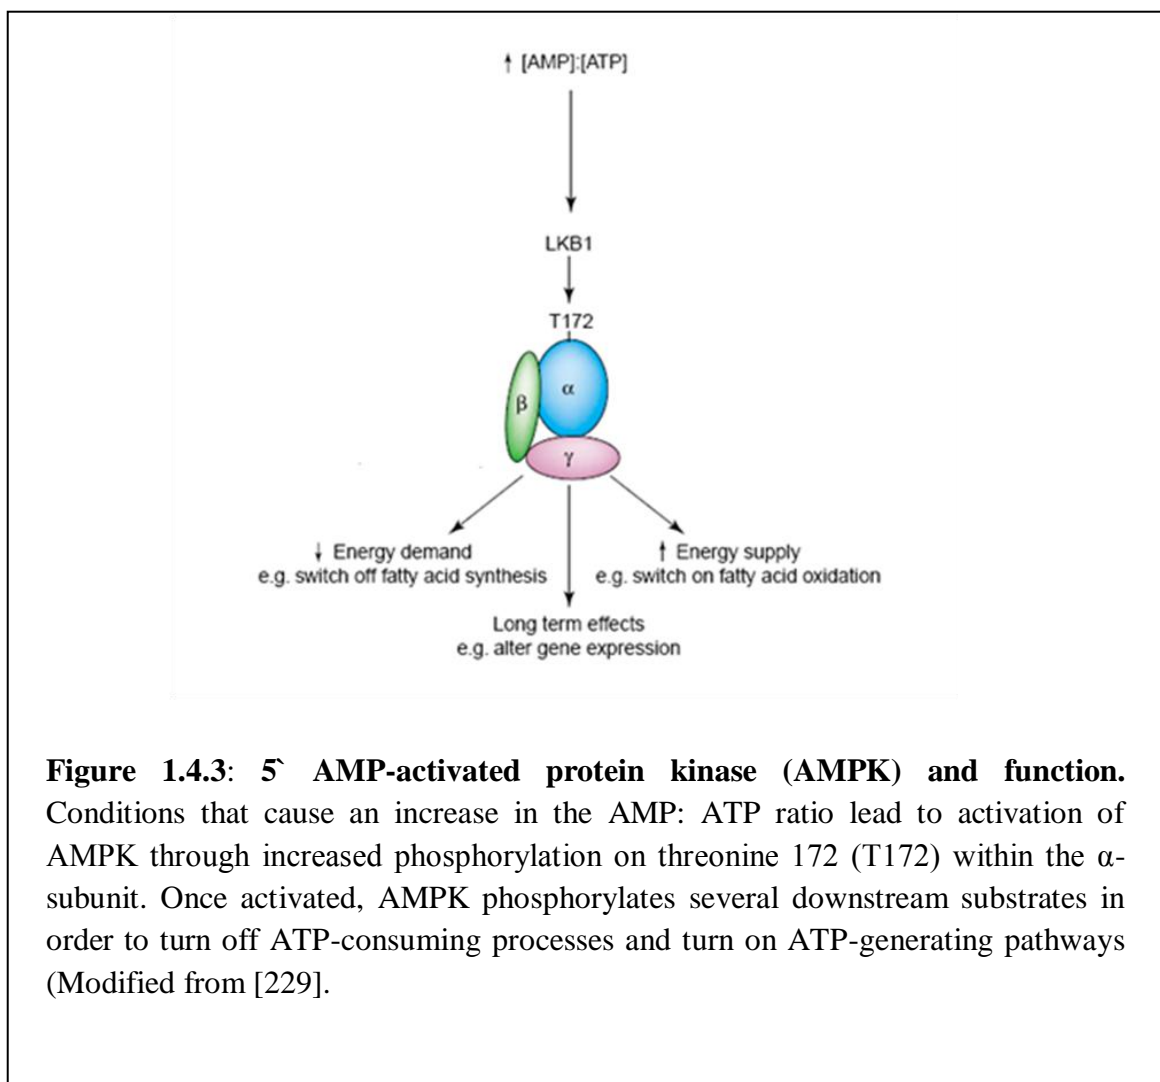 ↑ [AMP]:[ATP]
LKB1
T172
α
β
γ
↓ Energy demand
e.g. switch off fatty acid synthesis
↑ Energy supply
e.g. switch on fatty acid oxidation
Long term effects
e.g. alter gene expression
Figure 1.4.3: 5` AMP-activated protein kinase (AMPK) and function.
Conditions that cause an increase in the AMP: ATP ratio lead to activation of
AMPK through increased phosphorylation on threonine 172 (T172) within the α-
subunit. Once activated, AMPK phosphorylates several downstream substrates in
order to turn off ATP-consuming processes and turn on ATP-generating pathways
(Modified from [229].